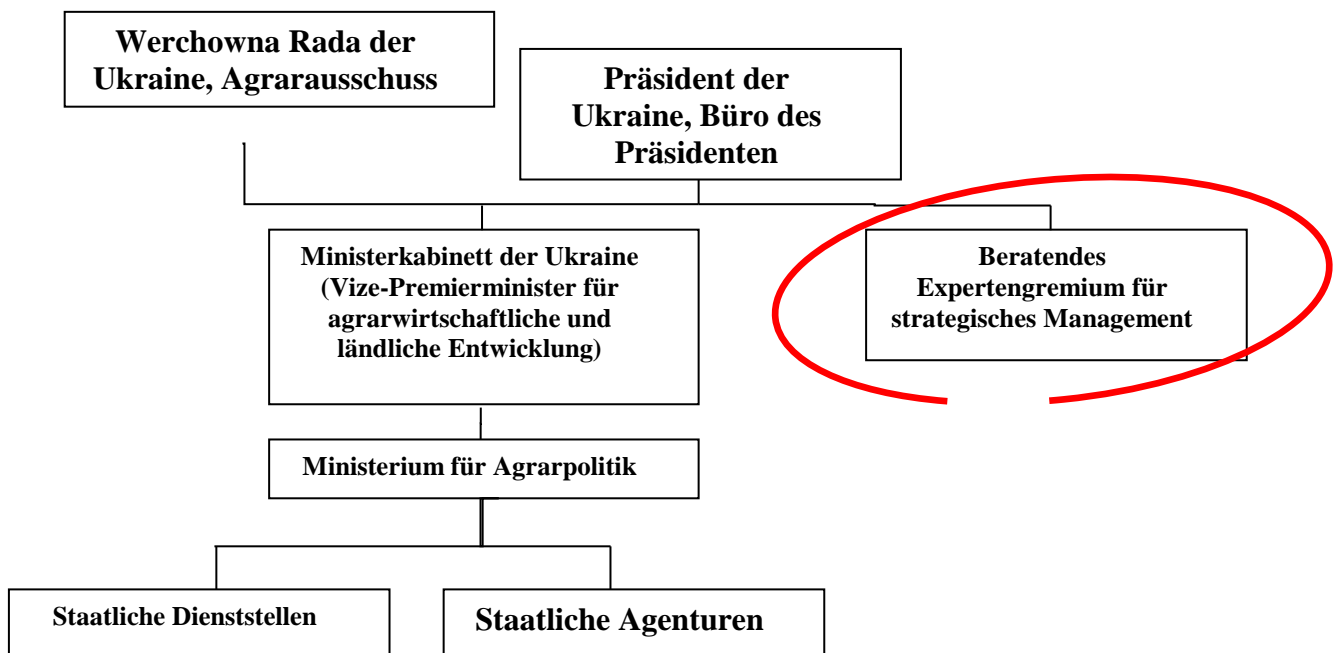 Werchowna Rada der
Ukraine, Agrarausschuss
Präsident der
Ukraine, Büro des
Präsidenten
Ministerkabinett der Ukraine
(Vize-Premierminister für
agrarwirtschaftliche und
ländliche Entwicklung)
Beratendes
Expertengremium für
strategisches Management
Ministerium für Agrarpolitik
Staatliche Dienststellen
Staatliche Agenturen